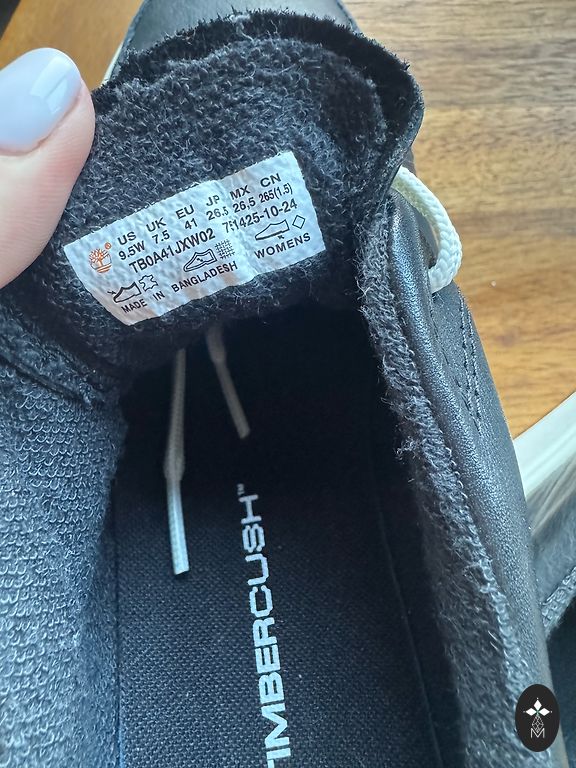 US UK EU JP MX CN
9.5W 7.5 41 26.5 26.5 265(1.5)
TB0A41JXW02 10-24
MADE IN BANGLADESH WOMENS
TIMBERCUSH™
M